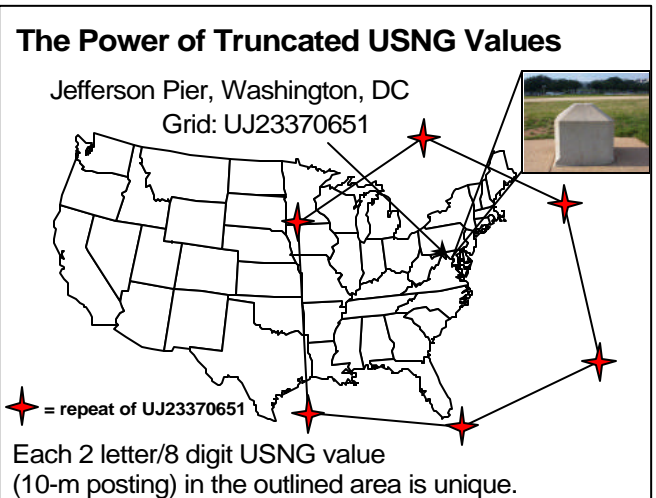 The Power of Truncated USNG Values
Jefferson Pier, Washington, DC
Grid: UJ23370651
= repeat of UJ23370651
Each 2 letter/8 digit USNG value
(10-m posting) in the outlined area is unique.